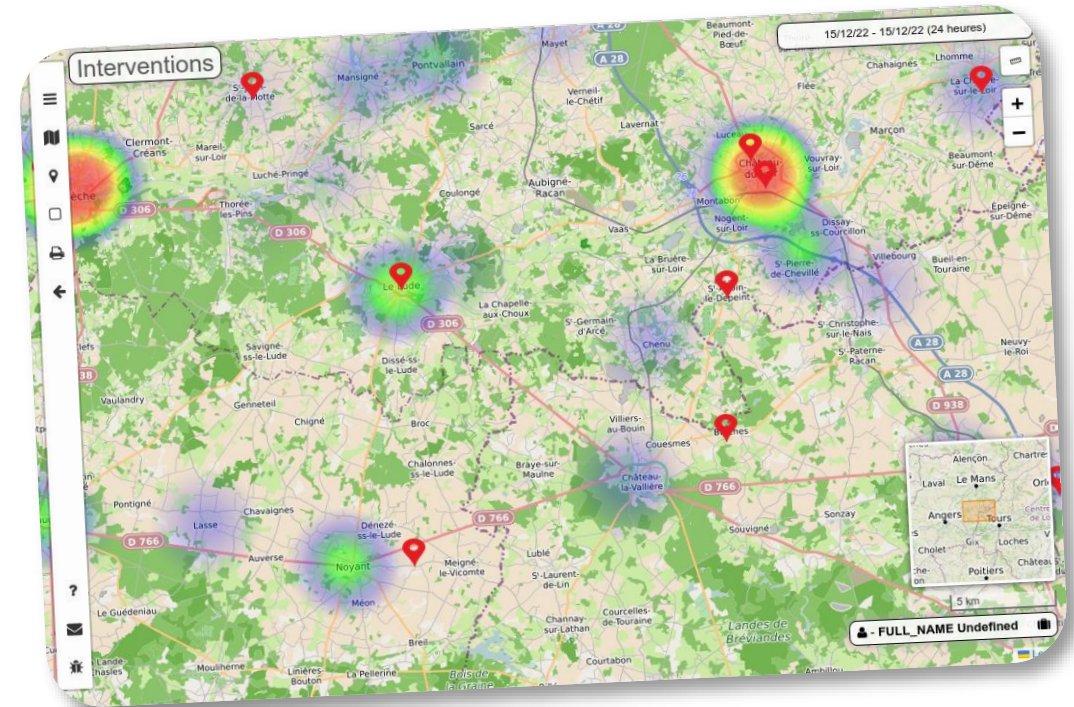 Interventions
15/12/22 - 15/12/22 (24 heures)
Beaumont-
Pied-de-
Bœuf
Mayet
A 28
Chahaignes
Lhomme
Pontvallain
Mansigné
Flée
Verneil-
le-Chétif
+
−
Sarcé
Lavernat
Marçon
Clermont-
Créans
Mareil-
sur-Loir
Luché-Pringé
Vouvray-
sur-Loir
Beaumont-
sur-Dême
Aubigné-
Racan
Coulongé
D 306
Thorée-
les-Pins
Montabon
Épeigné-
sur-Dême
D 306
Vaas
Nogent-
sur-Loir
Dissay-
ss-Courcillon
La Bruère-
sur-Loir
Sᵗ-Pierre-
de-Chevillé
Villebourg
Bueil-en-
Touraine
Le Lude
La Chapelle-
aux-Choux
D 306
Sᵗ-Germain-
d'Arcé
Chenu
Sᵗ-Christophe-
sur-le-Nais
Sᵗ-Paterne-
Racan
A 28
Neuvy-
le-Roi
Savigné-
ss-le-Lude
Dissé-ss-
le-Lude
A 28
Vaulandry
Genneteil
Chigné
Broc
Villiers-
au-Bouin
Couesmes
D 938
Chalonnes-
ss-le-Lude
Braye-sur-
Maulne
Château-
la-Vallière
D 766
Sonzay
Souvigné
Pontigné
Chavaignes
Lasse
D 766
Dénezé-
ss-le-Lude
D 766
Auverse
Noyant
Meigné-
le-Vicomte
Lublé
Sᵗ-Laurent-
de-Lin
Méon
Le Guédeniau
Channay-
sur-Lathan
Courcelles-
de-Touraine
Landes de
Bréviandes
Breil
Courtabon
Mouliherne
Linières-
Bouton
La Pellerine
Alençon
Chartre
Laval
Le Mans
Angers
Tours
Loches
Cholet
Poitiers
5 km
- FULL_NAME Undefined
?